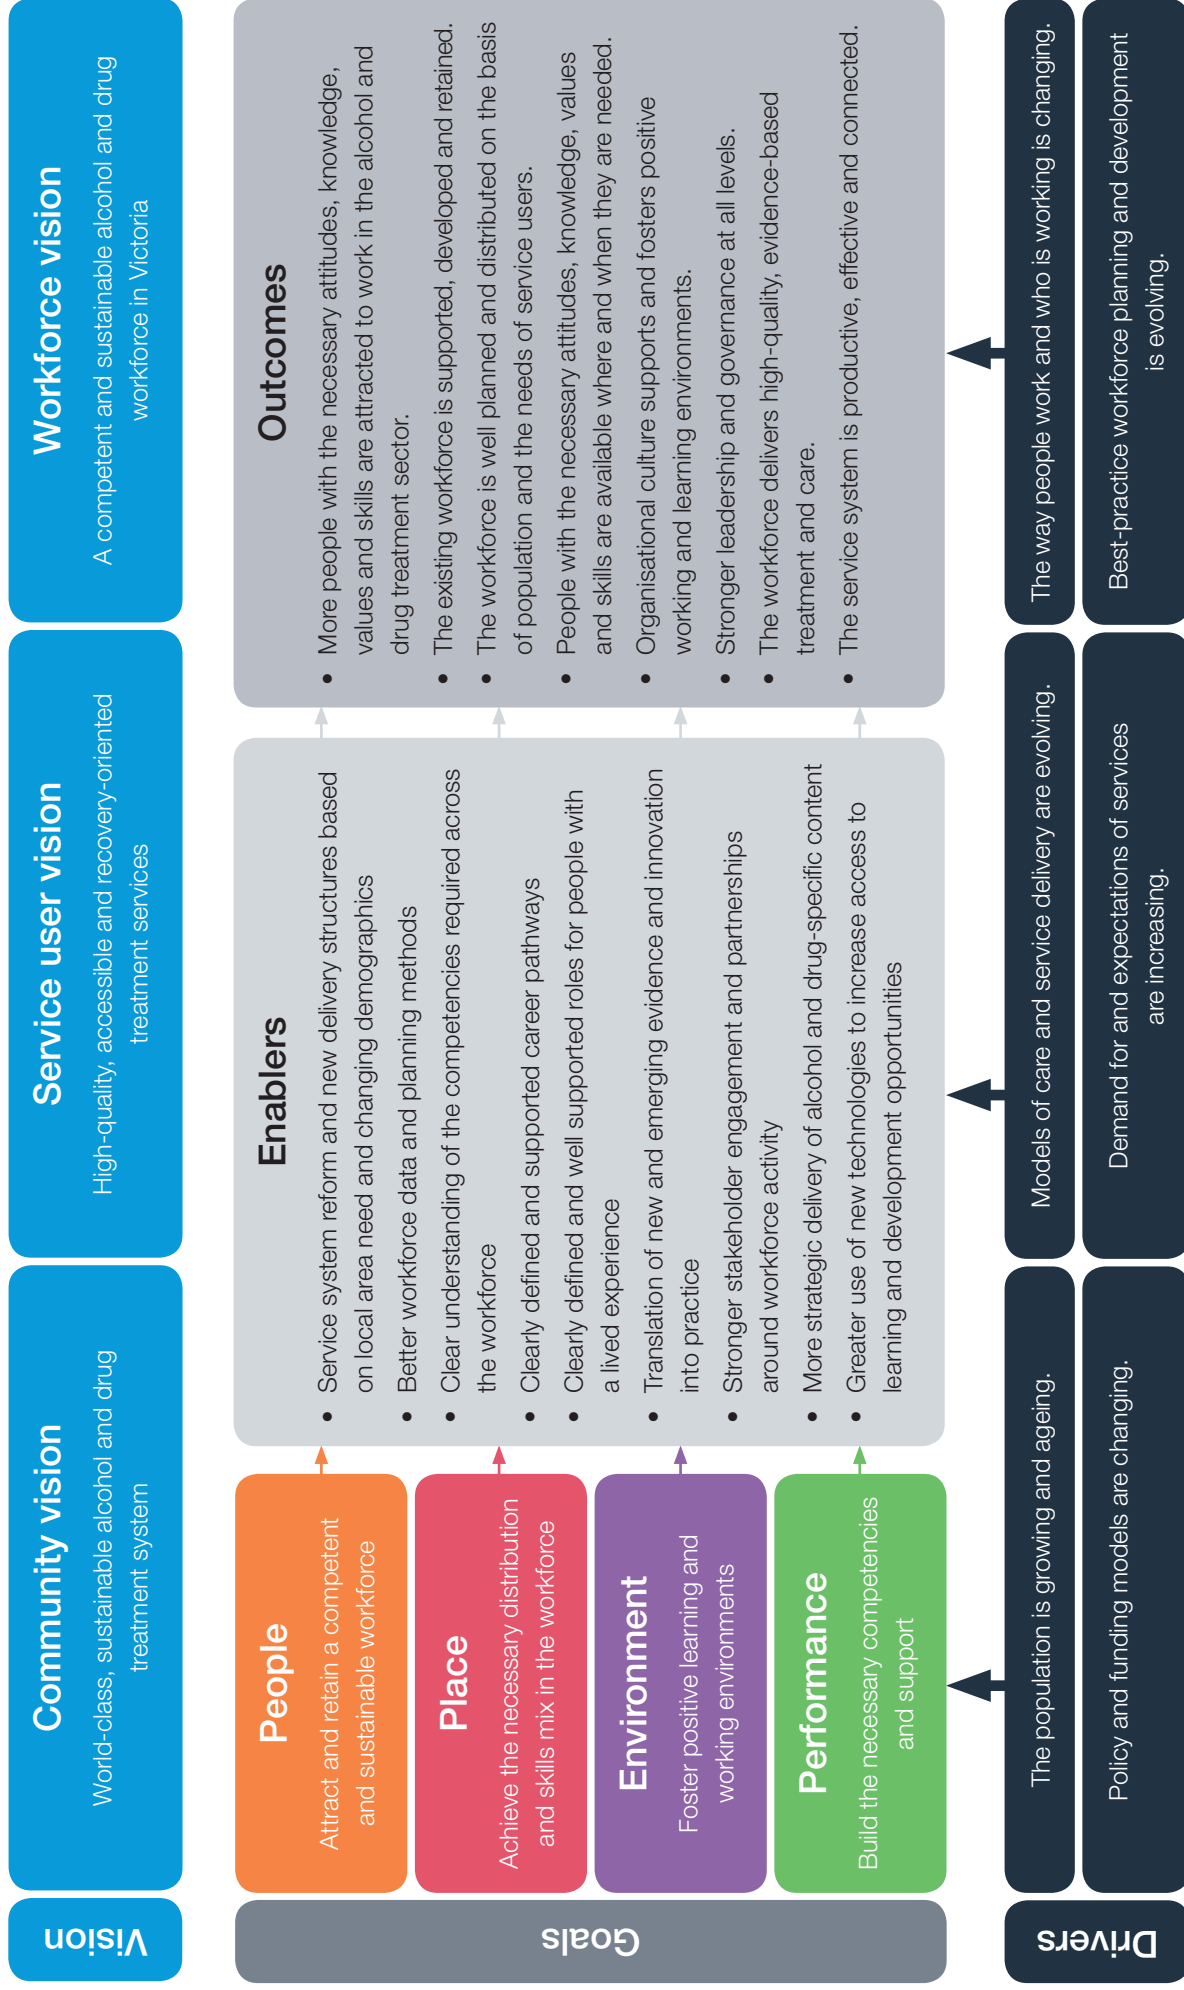 Vision
Community vision
World-class, sustainable alcohol and drug
treatment system
Service user vision
High-quality, accessible and recovery-oriented
treatment services
Workforce vision
A competent and sustainable alcohol and drug
workforce in Victoria
Goals
People
Attract and retain a competent
and sustainable workforce
Place
Achieve the necessary distribution
and skills mix in the workforce
Environment
Foster positive learning and
working environments
Performance
Build the necessary competencies
and support
Enablers
• Service system reform and new delivery structures based
on local area need and changing demographics
• Better workforce data and planning methods
• Clear understanding of the competencies required across
the workforce
• Clearly defined and supported career pathways
• Clearly defined and well supported roles for people with
a lived experience
• Translation of new and emerging evidence and innovation
into practice
• Stronger stakeholder engagement and partnerships
around workforce activity
• More strategic delivery of alcohol and drug-specific content
• Greater use of new technologies to increase access to
learning and development opportunities
Outcomes
• More people with the necessary attitudes, knowledge,
values and skills are attracted to work in the alcohol and
drug treatment sector.
• The existing workforce is supported, developed and retained.
• The workforce is well planned and distributed on the basis
of population and the needs of service users.
• People with the necessary attitudes, knowledge, values
and skills are available where and when they are needed.
• Organisational culture supports and fosters positive
working and learning environments.
• Stronger leadership and governance at all levels.
• The workforce delivers high-quality, evidence-based
treatment and care.
• The service system is productive, effective and connected.
Drivers
The population is growing and ageing.
Models of care and service delivery are evolving.
The way people work and who is working is changing.
Policy and funding models are changing.
Demand for and expectations of services
are increasing.
Best-practice workforce planning and development
is evolving.